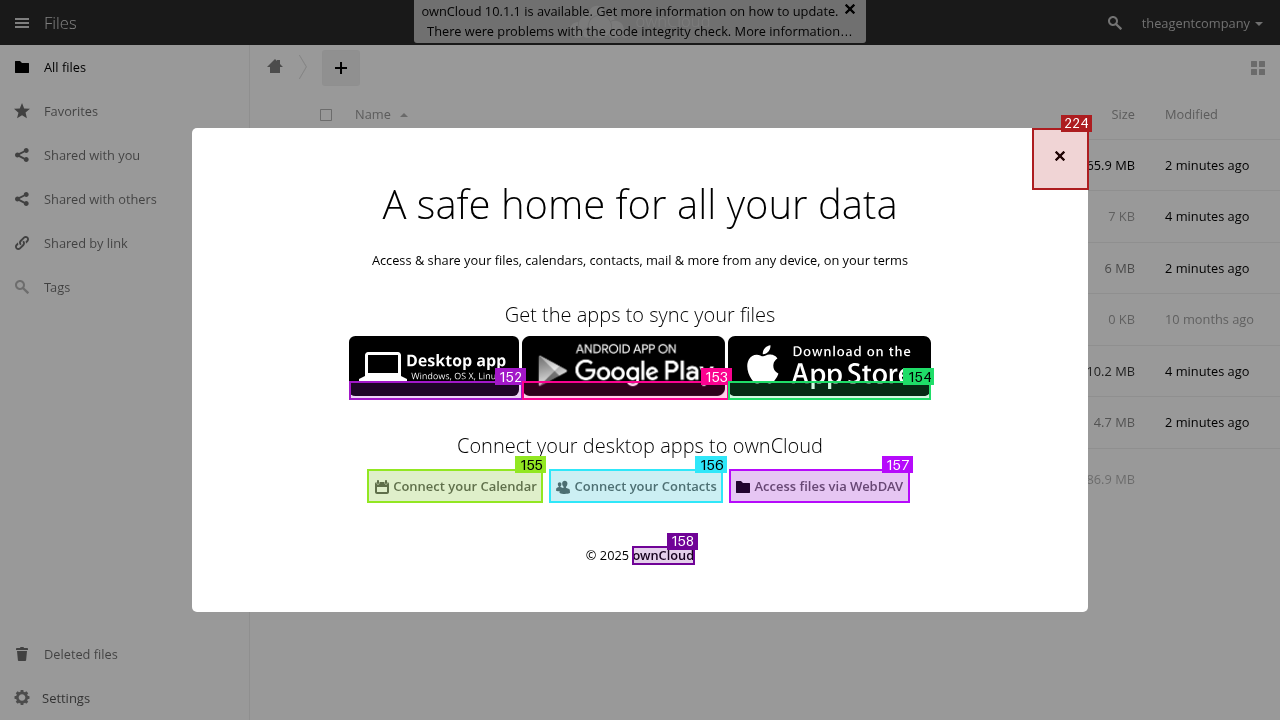 Files
ownCloud 10.1.1 is available. Get more information on how to update.
There were problems with the code integrity check. More information…
theagentcompany
All files
Favorites
Shared with you
Shared with others
Shared by link
Tags
Deleted files
Settings
Name
Size
Modified
65.9 MB
2 minutes ago
7 KB
4 minutes ago
6 MB
2 minutes ago
0 KB
10 months ago
10.2 MB
4 minutes ago
4.7 MB
2 minutes ago
86.9 MB
224
A safe home for all your data
Access & share your files, calendars, contacts, mail & more from any device, on your terms
Get the apps to sync your files
Desktop app
Windows, OS X, Linux
152
ANDROID APP ON
Google Play
153
Download on the
App Store
154
Connect your desktop apps to ownCloud
155
Connect your Calendar
156
Connect your Contacts
157
Access files via WebDAV
158
© 2025 ownCloud